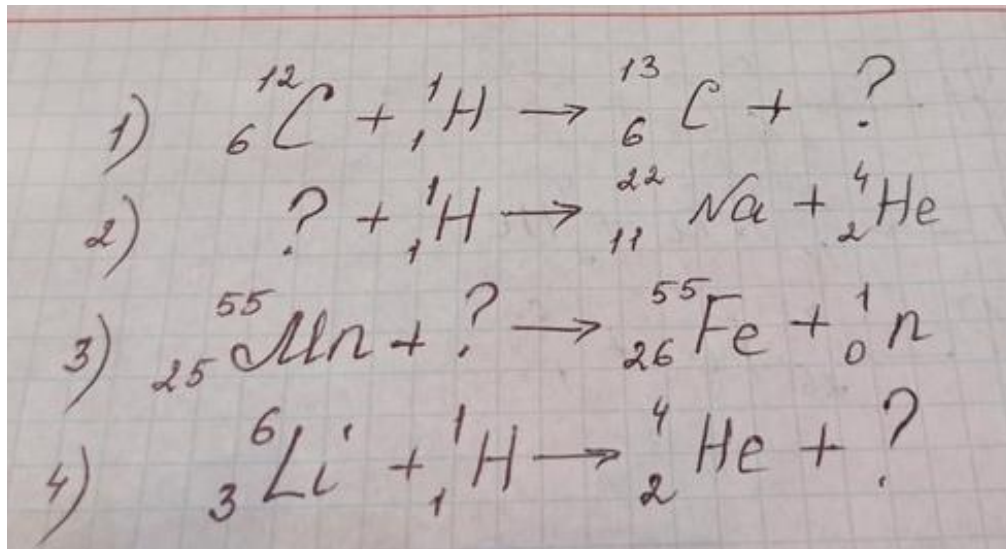 1) ¹²₆C + ¹₁H → ¹³₆C + ?
2) ? + ¹₁H → ²²₁₁Na + ⁴₂He
3) ⁵⁵₂₅Mn + ? → ⁵⁵₂₆Fe + ¹₀n
4) ⁶₃Li + ¹₁H → ⁴₂He + ?